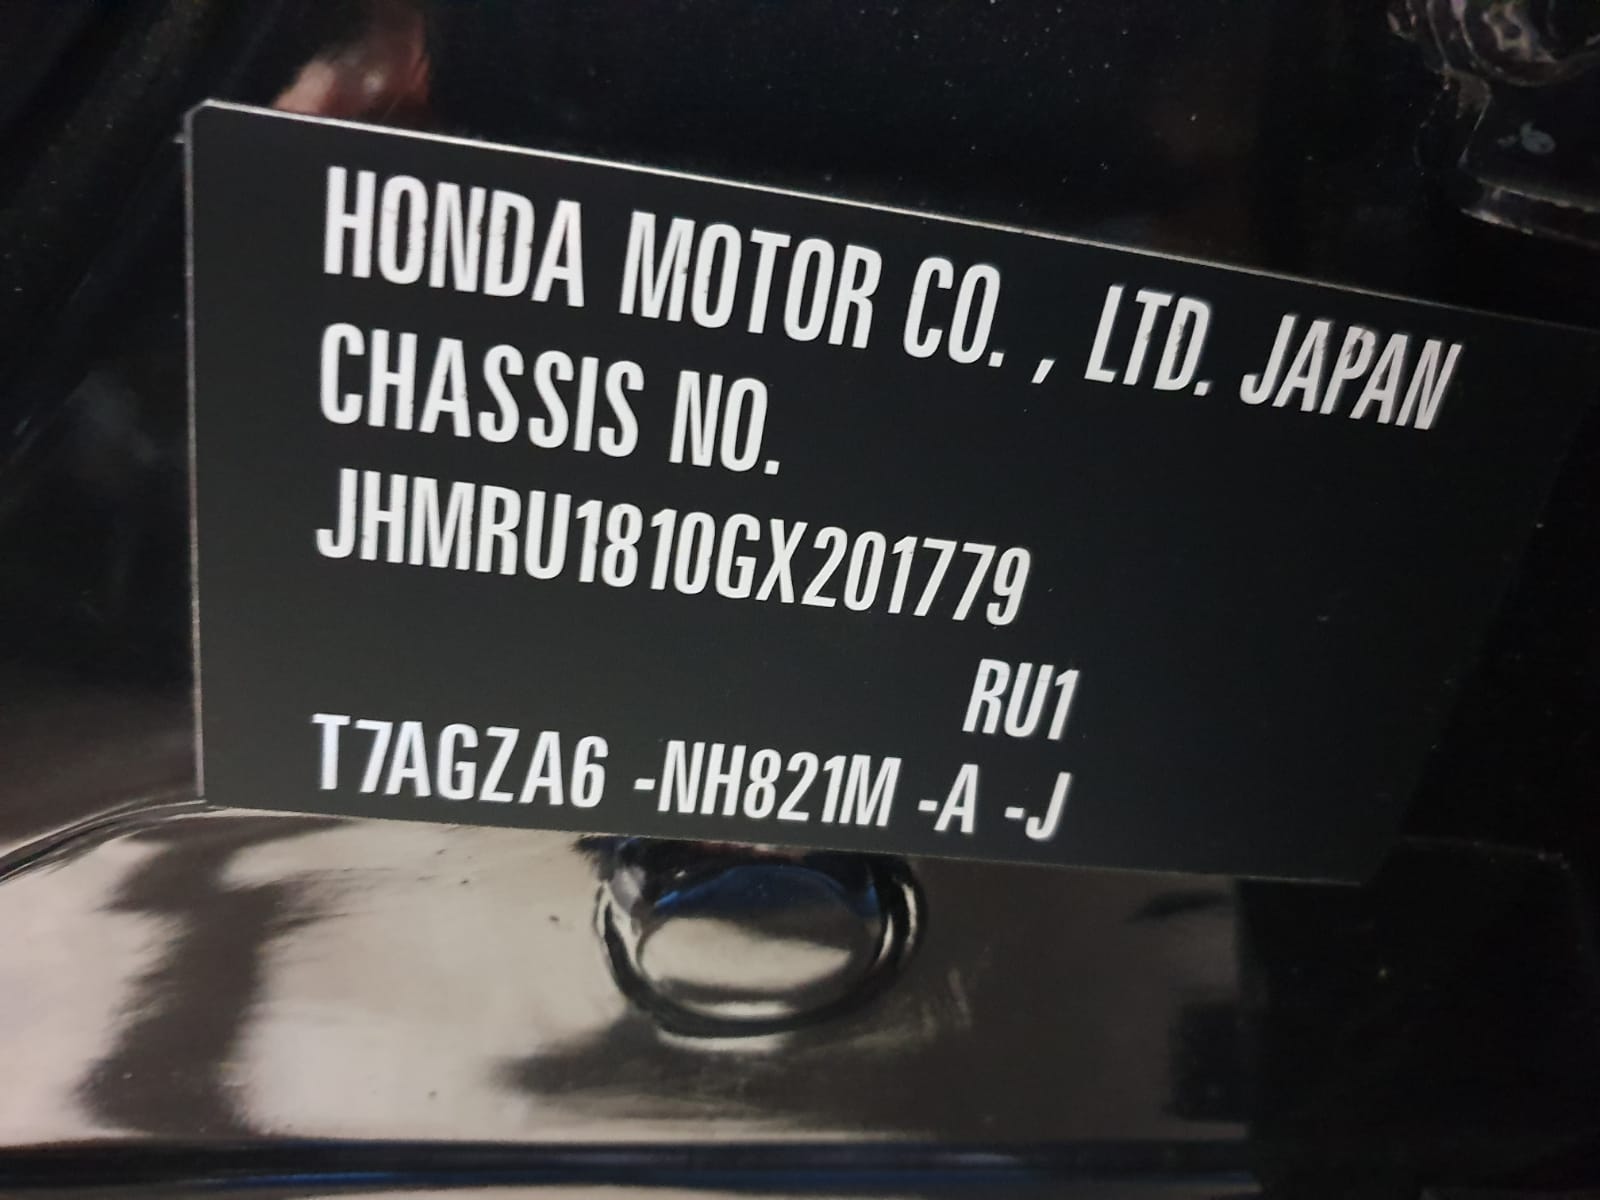 HONDA MOTOR CO. , LTD. JAPAN
CHASSIS NO.
JHMRU1810GX201779
RU1
T7AGZA6 -NH821M -A -J